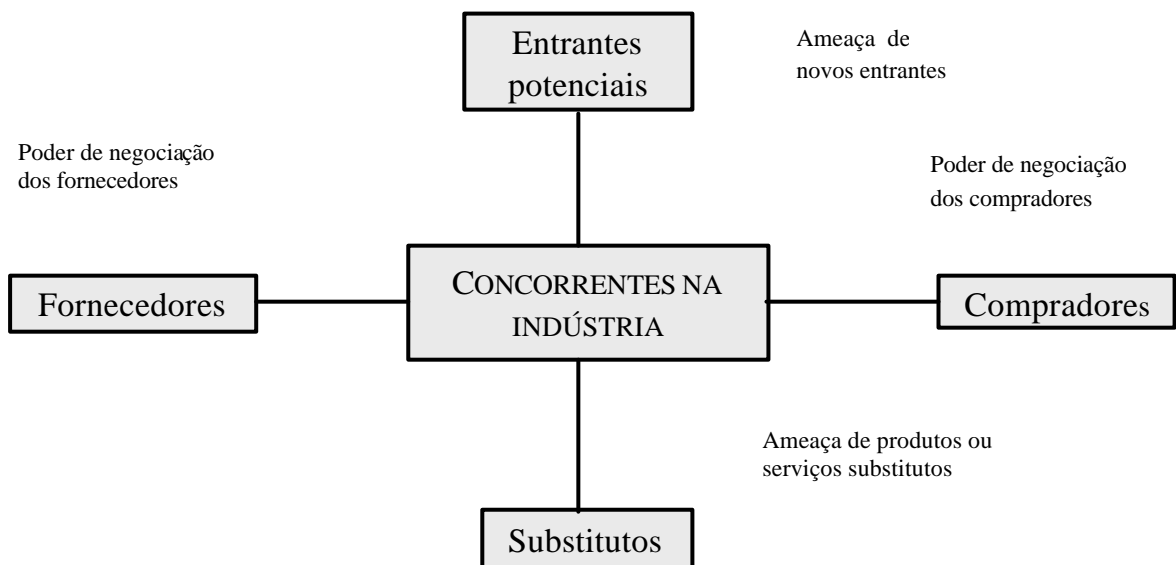 Entrantes
potenciais
Ameaça de
novos entrantes
Poder de negociação
dos fornecedores
Poder de negociação
dos compradores
Fornecedores
CONCORRENTES NA
INDÚSTRIA
Compradores
Ameaça de produtos ou
serviços substitutos
Substitutos